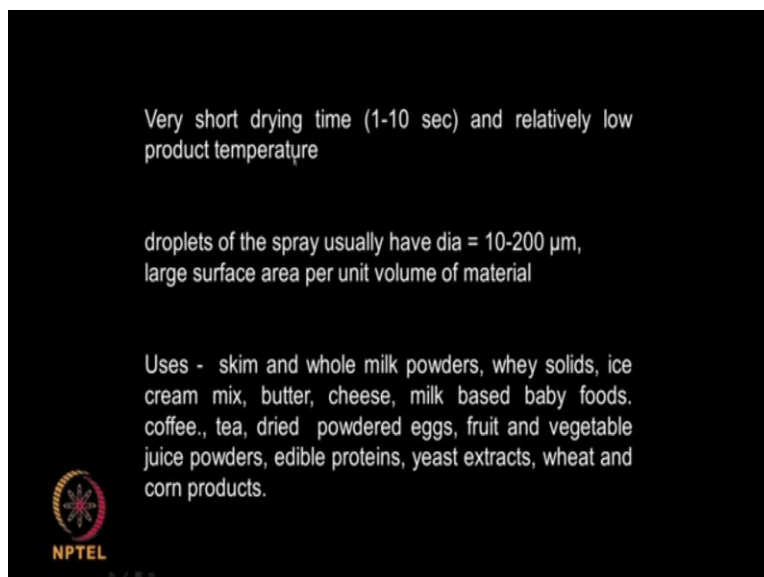 Very short drying time (1-10 sec) and relatively low
product temperature
droplets of the spray usually have dia = 10-200 µm,
large surface area per unit volume of material
Uses - skim and whole milk powders, whey solids, ice
cream mix, butter, cheese, milk based baby foods.
coffee., tea, dried powdered eggs, fruit and vegetable
juice powders, edible proteins, yeast extracts, wheat and
corn products.
NPTEL